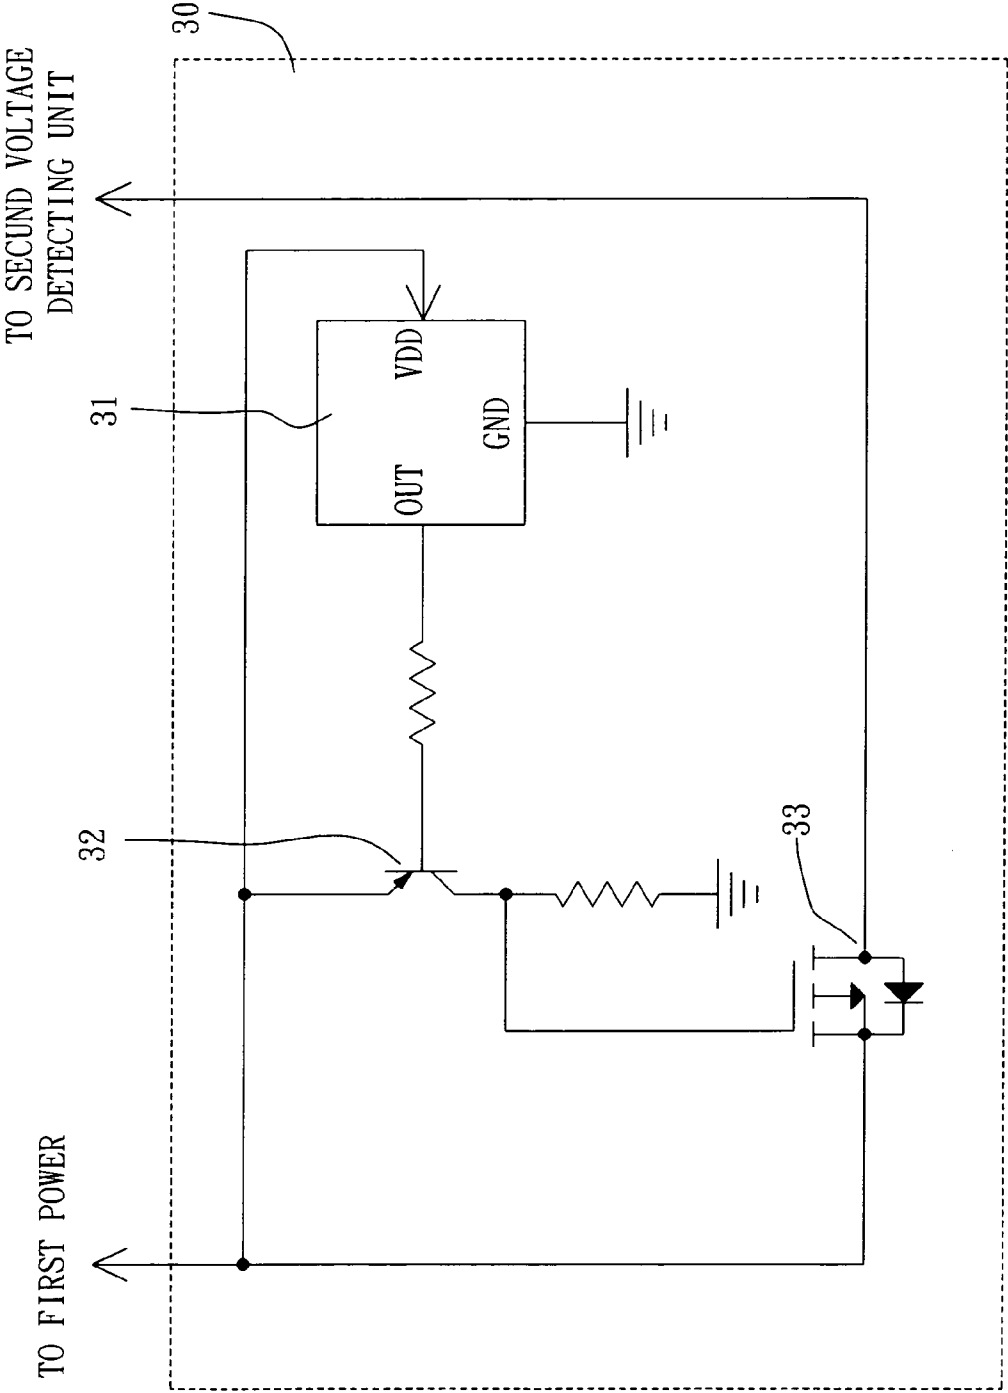 TO FIRST POWER
TO SECUND VOLTAGE
DETECTING UNIT
30
31
32
33
OUT
VDD
GND